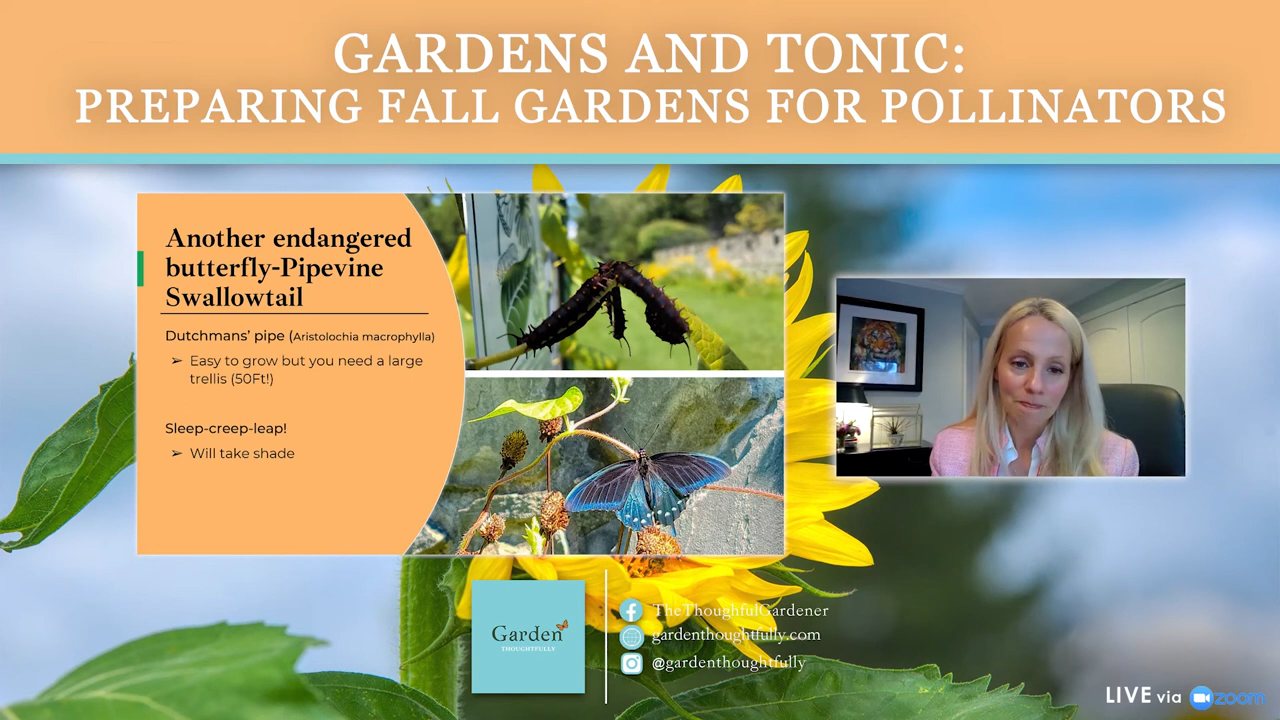 GARDENS AND TONIC:
PREPARING FALL GARDENS FOR POLLINATORS
Another endangered
butterfly-Pipevine
Swallowtail
Dutchmans' pipe (Aristolochia macrophylla)
➢ Easy to grow but you need a large
trellis (50Ft!)
Sleep-creep-leap!
➢ Will take shade
Garden
THOUGHTFULLY
TheThoughfulGardener
gardenthoughtfully.com
@gardenthoughtfully
LIVE via zoom